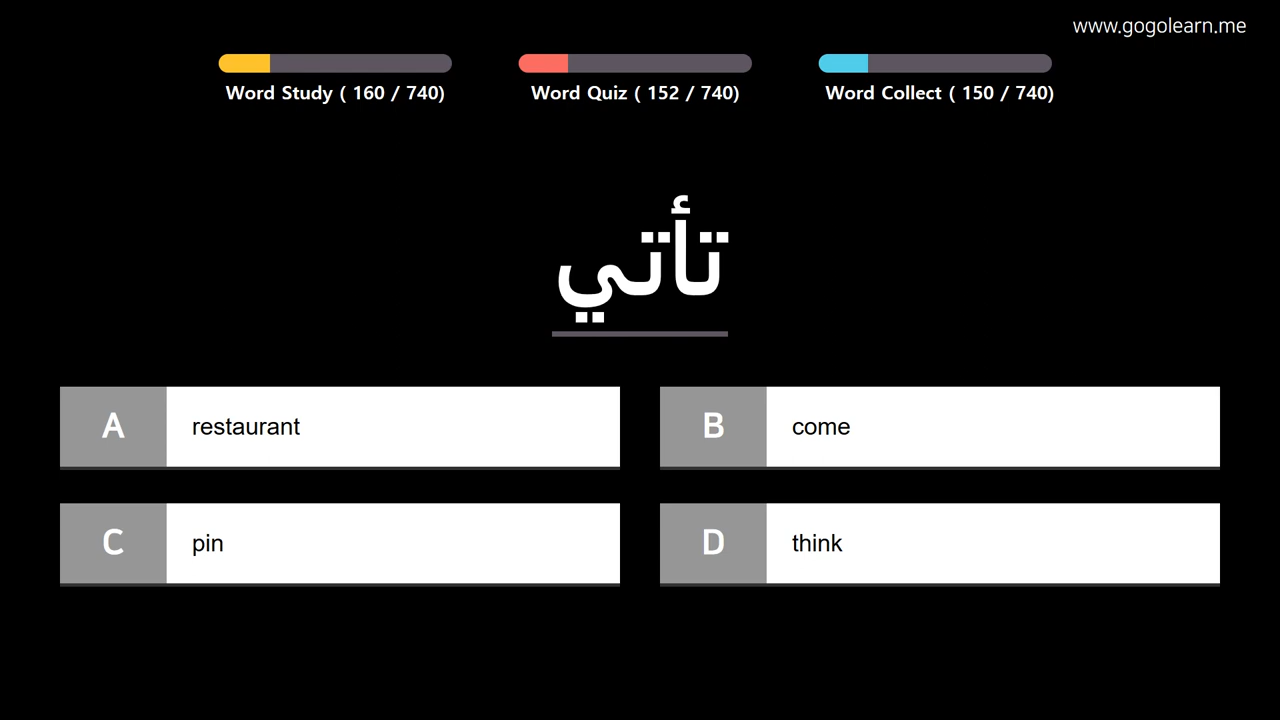 www.gogolearn.me
Word Study ( 160 / 740)
Word Quiz ( 152 / 740)
Word Collect ( 150 / 740)
تأتي
A restaurant
B come
C pin
D think